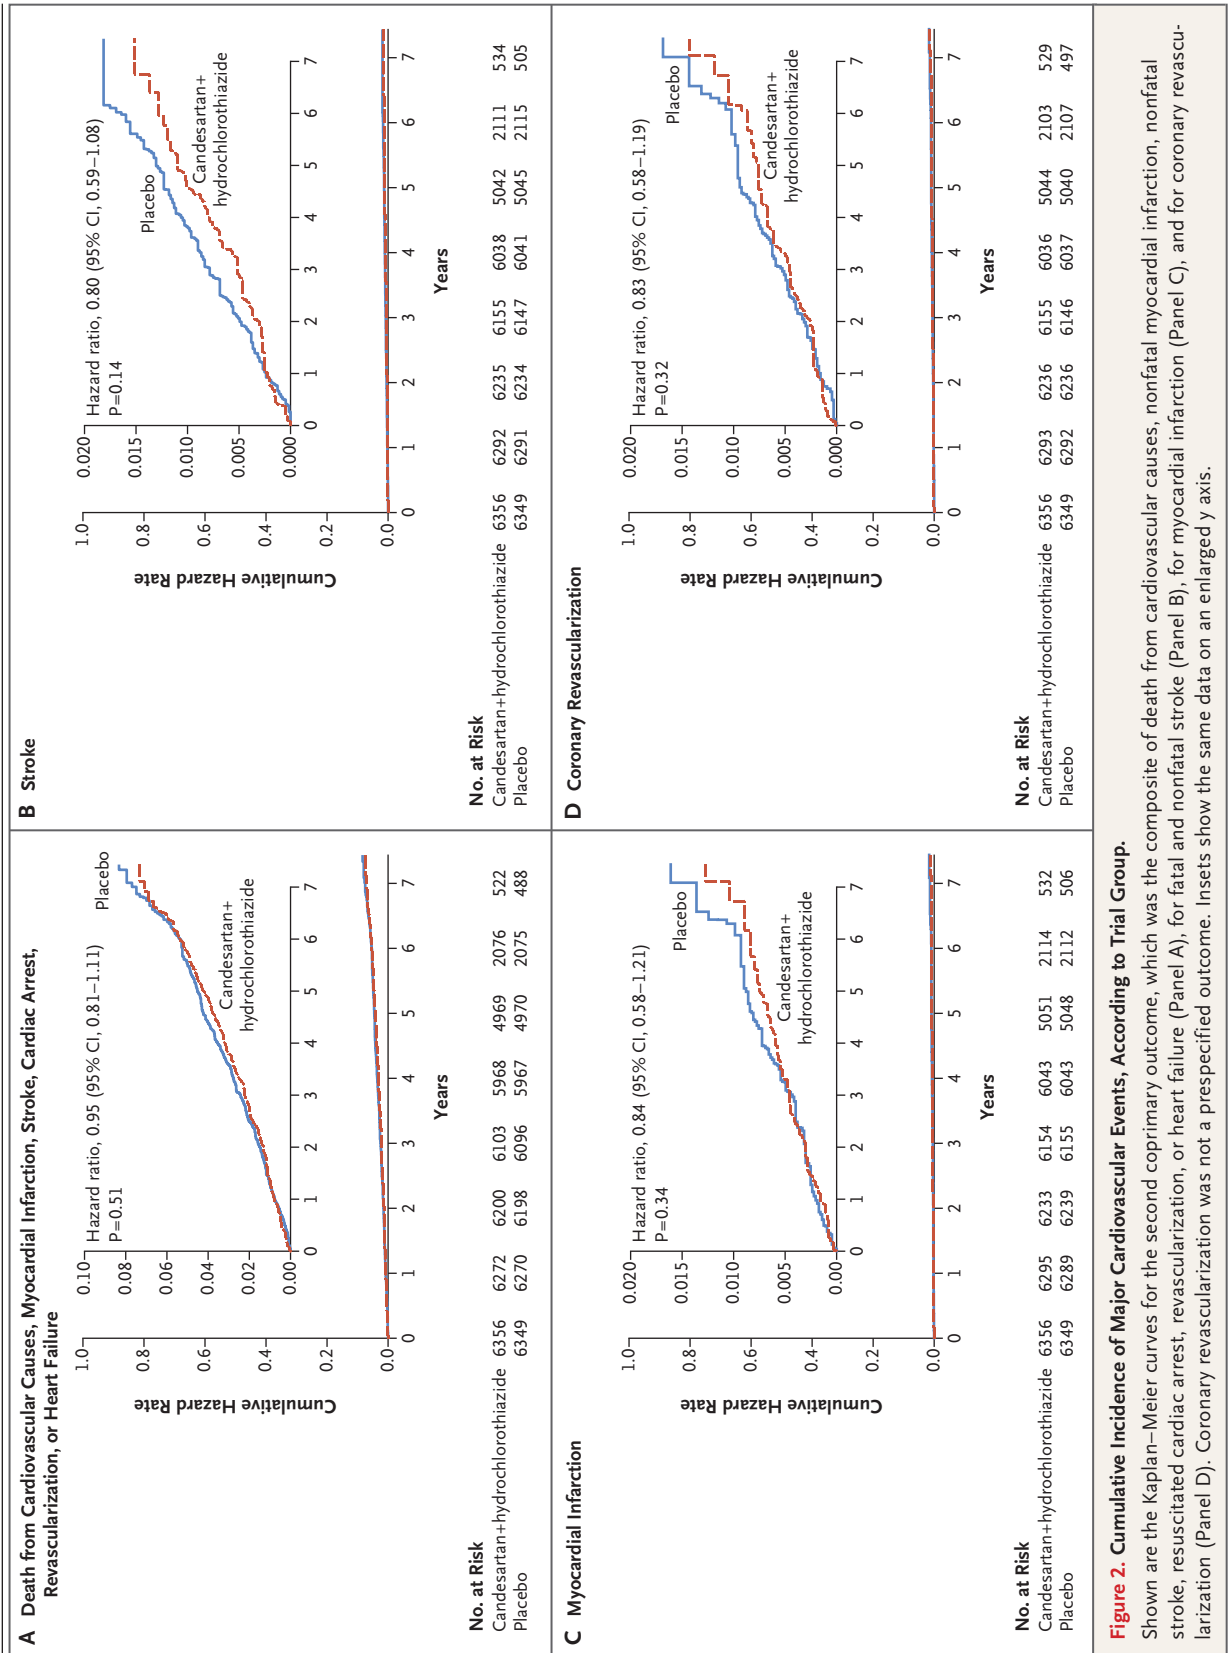 A Death from Cardiovascular Causes, Myocardial Infarction, Stroke, Cardiac Arrest,
Revascularization, or Heart Failure
Cumulative Hazard Rate
1.0
0.8
0.6
0.4
0.2
0.0
0.10
0.08
0.06
0.04
0.02
0.00
Hazard ratio, 0.95 (95% CI, 0.81–1.11)
P=0.51
Placebo
Candesartan+
hydrochlorothiazide
0 1 2 3 4 5 6 7
0 1 2 3 4 5 6 7
Years
No. at Risk
Candesartan+hydrochlorothiazide 6356 6272 6200 6103 5968 4969 2076 522
Placebo 6349 6270 6198 6096 5967 4970 2075 488
B Stroke
Cumulative Hazard Rate
1.0
0.8
0.6
0.4
0.2
0.0
0.020
0.015
0.010
0.005
0.000
Hazard ratio, 0.80 (95% CI, 0.59–1.08)
P=0.14
Placebo
Candesartan+
hydrochlorothiazide
0 1 2 3 4 5 6 7
0 1 2 3 4 5 6 7
Years
No. at Risk
Candesartan+hydrochlorothiazide 6356 6292 6235 6155 6038 5042 2111 534
Placebo 6349 6291 6234 6147 6041 5045 2115 505
C Myocardial Infarction
Cumulative Hazard Rate
1.0
0.8
0.6
0.4
0.2
0.0
0.020
0.015
0.010
0.005
0.00
Hazard ratio, 0.84 (95% CI, 0.58–1.21)
P=0.34
Placebo
Candesartan+
hydrochlorothiazide
0 1 2 3 4 5 6 7
0 1 2 3 4 5 6 7
Years
No. at Risk
Candesartan+hydrochlorothiazide 6356 6295 6233 6154 6043 5051 2114 532
Placebo 6349 6289 6239 6155 6043 5048 2112 506
D Coronary Revascularization
Cumulative Hazard Rate
1.0
0.8
0.6
0.4
0.2
0.0
0.020
0.015
0.010
0.005
0.000
Hazard ratio, 0.83 (95% CI, 0.58–1.19)
P=0.32
Placebo
Candesartan+
hydrochlorothiazide
0 1 2 3 4 5 6 7
0 1 2 3 4 5 6 7
Years
No. at Risk
Candesartan+hydrochlorothiazide 6356 6293 6236 6155 6036 5044 2103 529
Placebo 6349 6292 6236 6146 6037 5040 2107 497
Figure 2. Cumulative Incidence of Major Cardiovascular Events, According to Trial Group.
Shown are the Kaplan–Meier curves for the second coprimary outcome, which was the composite of death from cardiovascular causes, nonfatal myocardial infarction, nonfatal
stroke, resuscitated cardiac arrest, revascularization, or heart failure (Panel A), for fatal and nonfatal stroke (Panel B), for myocardial infarction (Panel C), and for coronary revascu-
larization (Panel D). Coronary revascularization was not a prespecified outcome. Insets show the same data on an enlarged y axis.